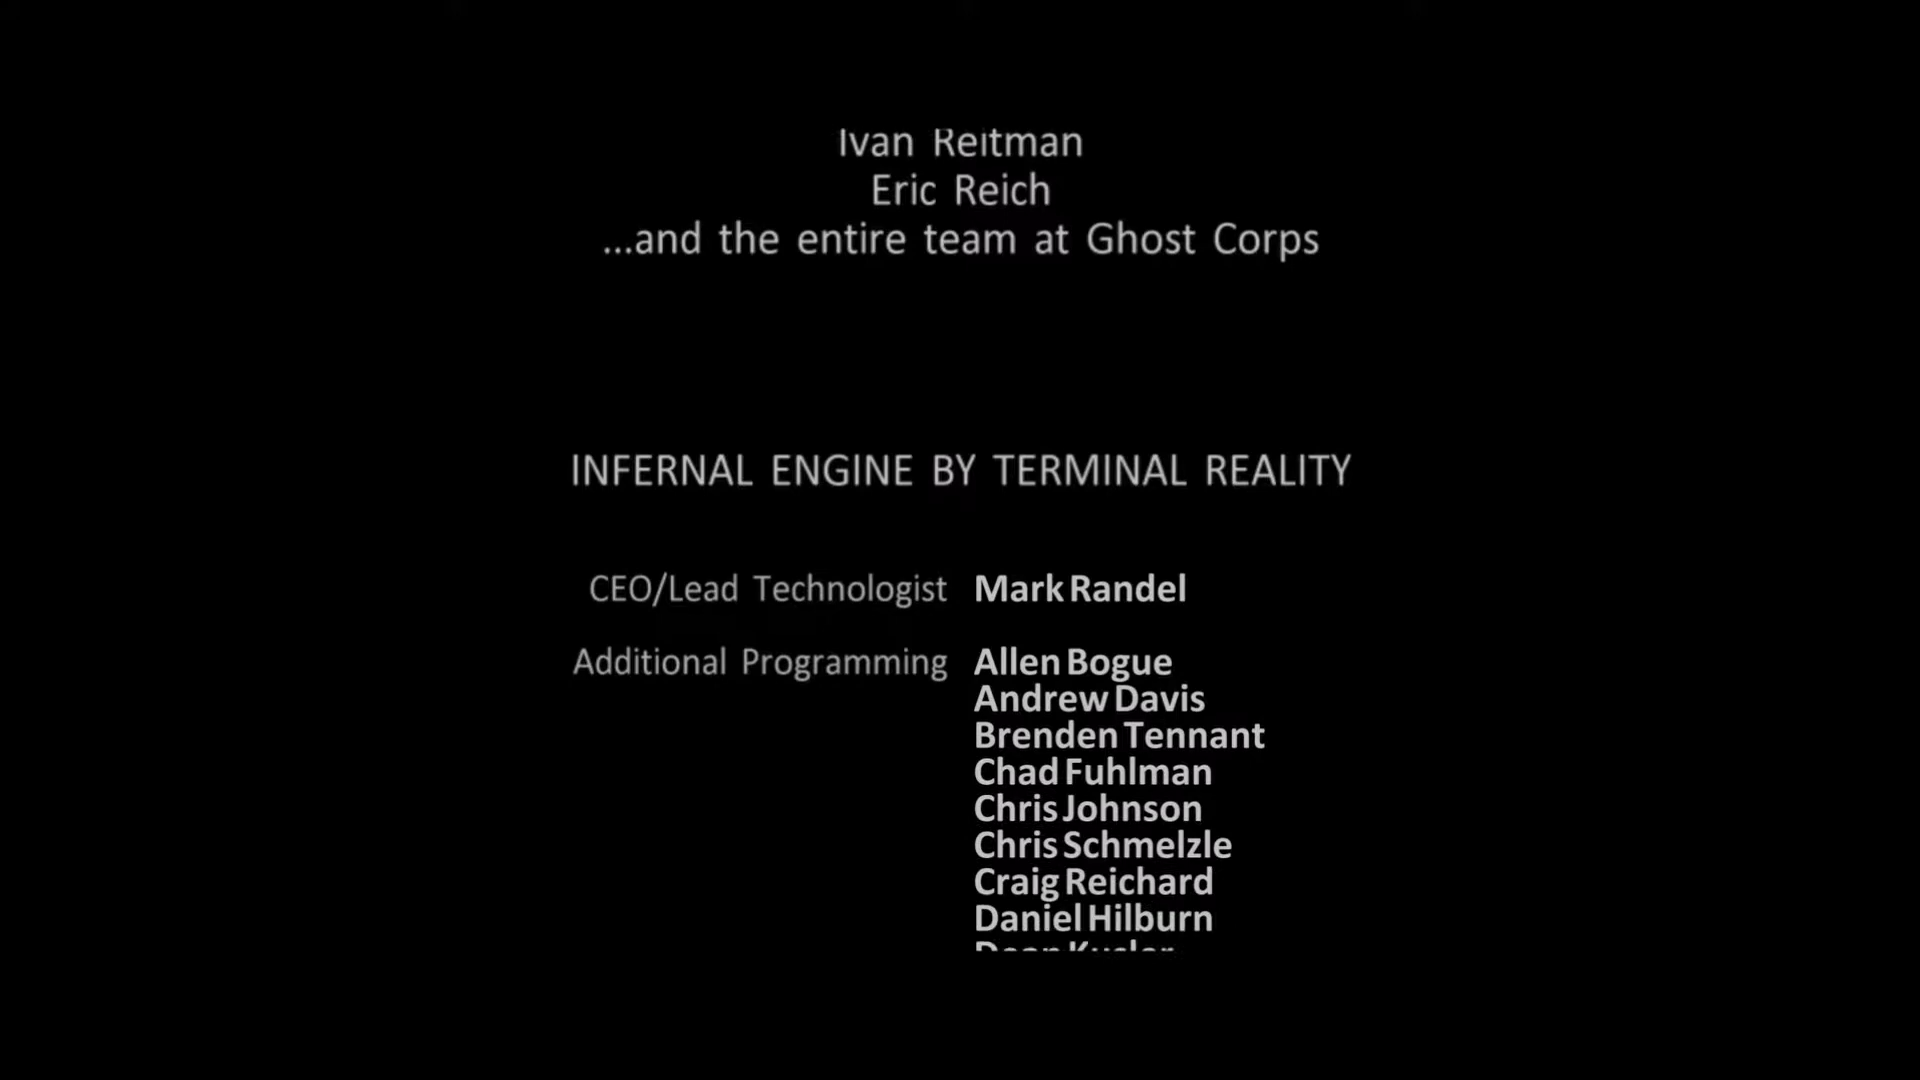 Ivan Reitman
Eric Reich
...and the entire team at Ghost Corps
INFERNAL ENGINE BY TERMINAL REALITY
CEO/Lead Technologist Mark Randel
Additional Programming Allen Bogue
Andrew Davis
Brenden Tennant
Chad Fuhlman
Chris Johnson
Chris Schmelzle
Craig Reichard
Daniel Hilburn